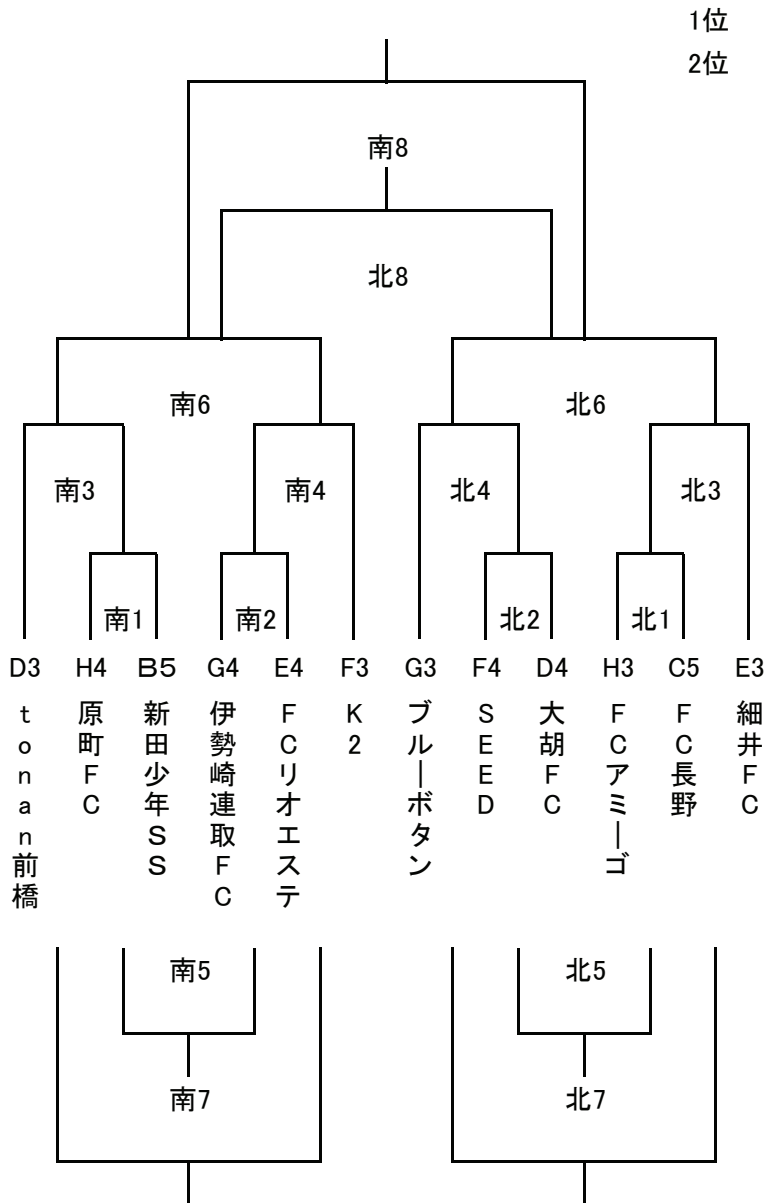 1位
2位
南8
北8
南6
北6
南3
南4
北4
北3
南1
南2
北2
北1
D3
H4
B5
G4
E4
F3
G3
F4
D4
H3
C5
E3
tonan前橋
原町FC
新田少年SS
伊勢崎連取FC
FCリオエステ
K2
ブルーボタン
SEED
大胡FC
FCアミーゴ
FC長野
細井FC
南5
北5
南7
北7